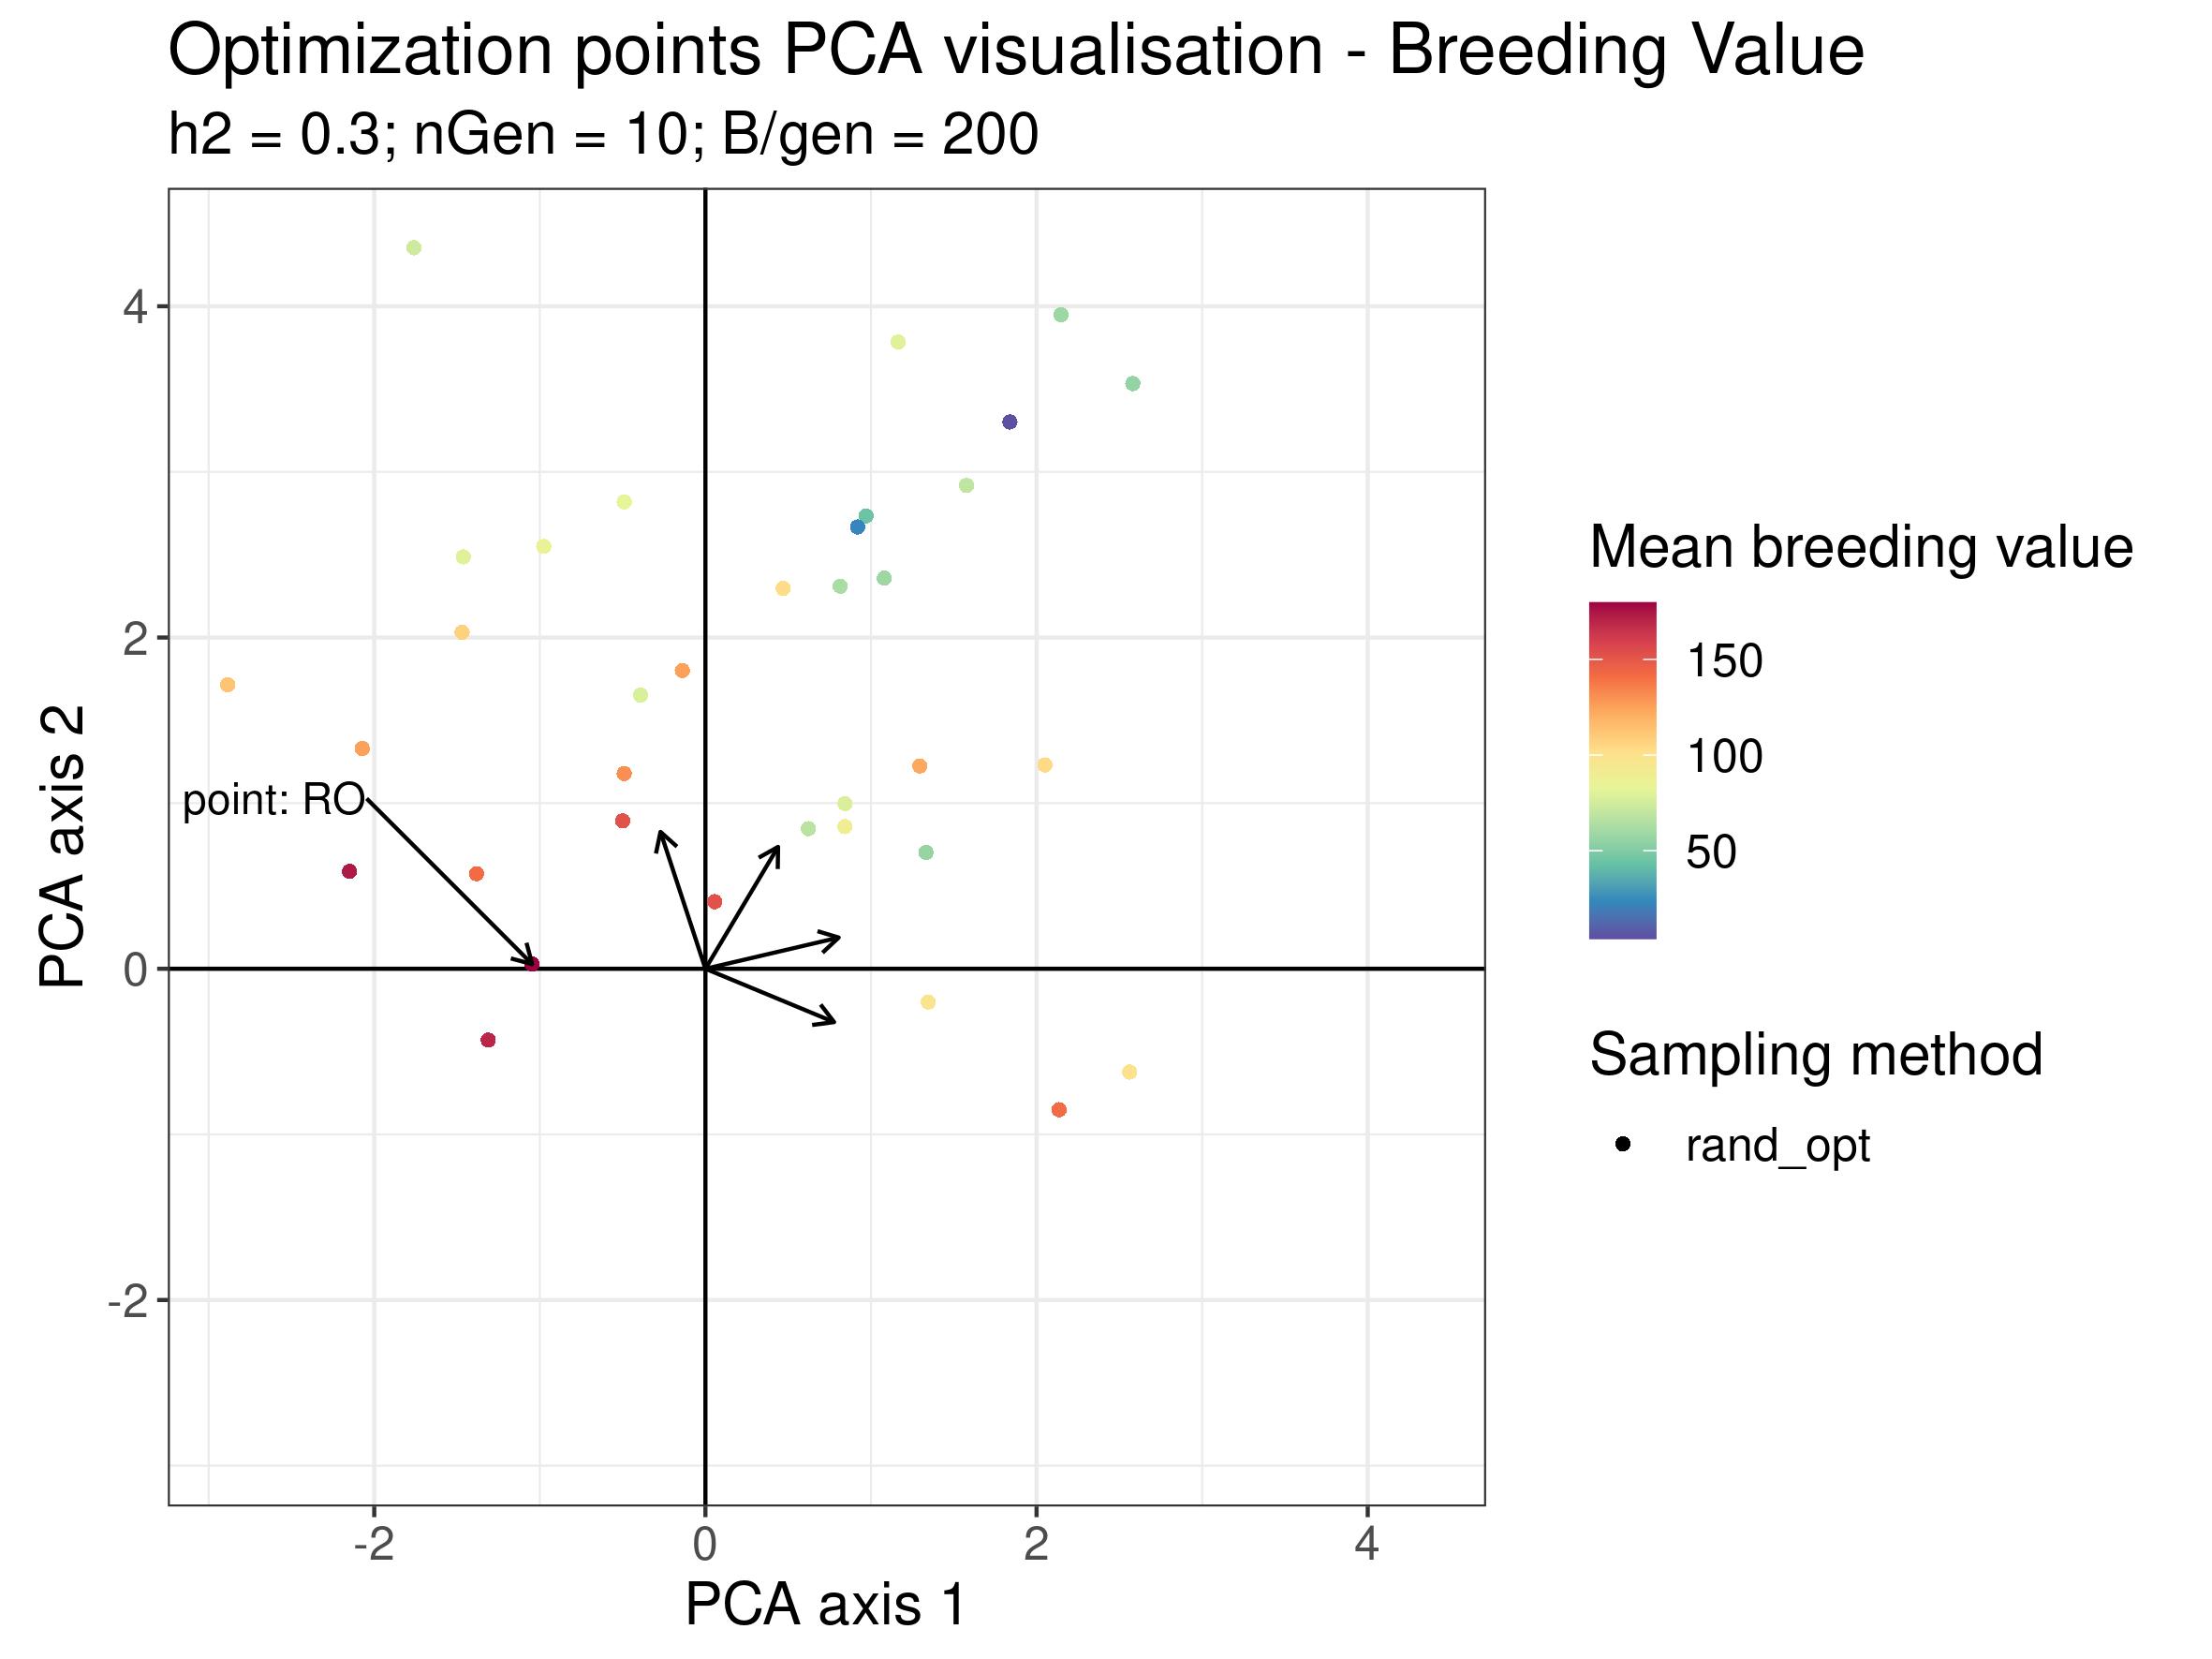 Optimization points PCA visualisation - Breeding Value
h2 = 0.3; nGen = 10; B/gen = 200
PCA axis 2
4
2
0
-2
point: RO
-2
0
2
4
PCA axis 1
Mean breeding value
150
100
50
Sampling method
rand_opt